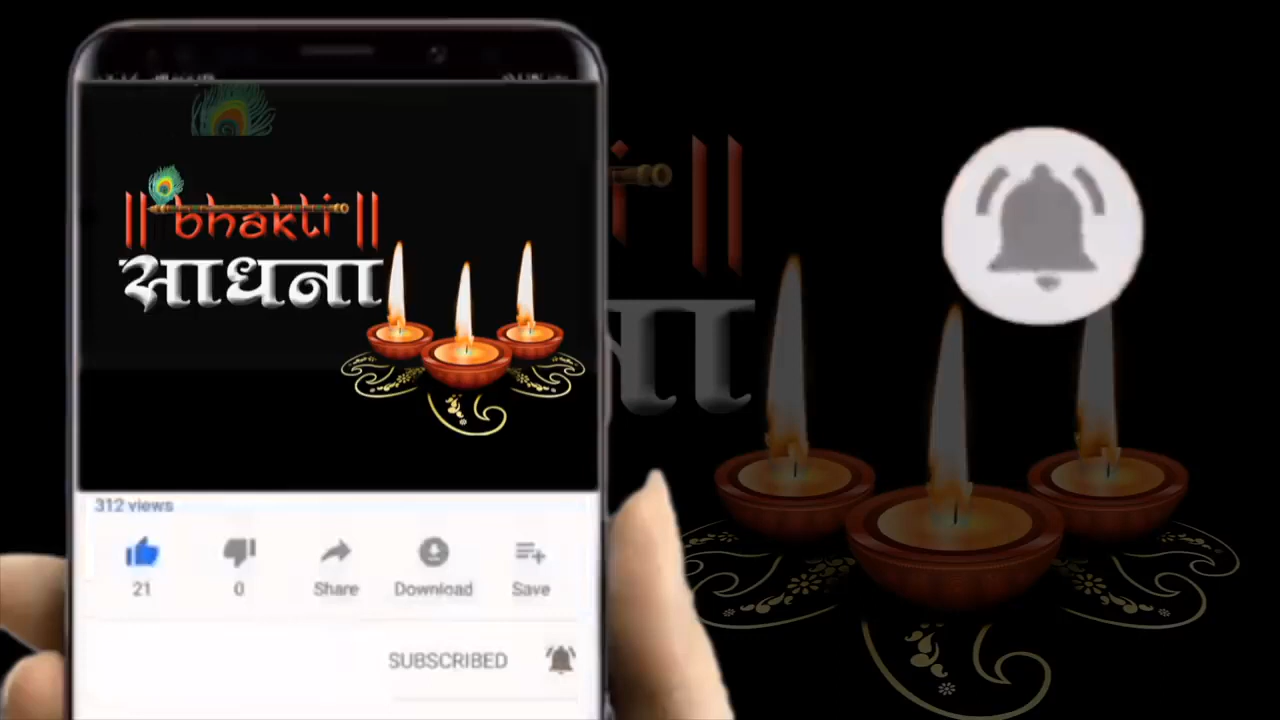 || bhakti ||
साधना
312 views
21
0
Share
Download
Save
SUBSCRIBED